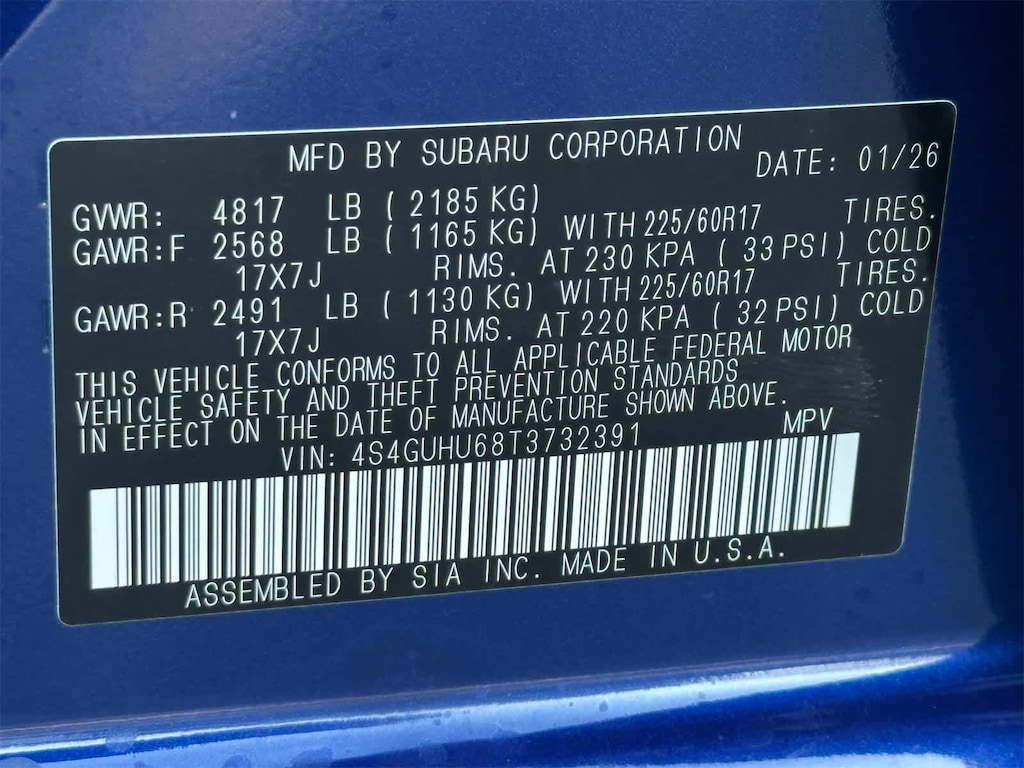 MFD BY SUBARU CORPORATION DATE: 01/26
GVWR: 4817 LB ( 2185 KG)
GAWR:F 2568 LB ( 1165 KG) WITH 225/60R17 TIRES.
17X7J RIMS. AT 230 KPA ( 33 PSI) COLD
GAWR:R 2491 LB ( 1130 KG) WITH 225/60R17 TIRES.
17X7J RIMS. AT 220 KPA ( 32 PSI) COLD
THIS VEHICLE CONFORMS TO ALL APPLICABLE FEDERAL MOTOR
VEHICLE SAFETY AND THEFT PREVENTION STANDARDS
IN EFFECT ON THE DATE OF MANUFACTURE SHOWN ABOVE.
VIN: 4S4GUHU68T3732391 MPV
ASSEMBLED BY SIA INC. MADE IN U.S.A.